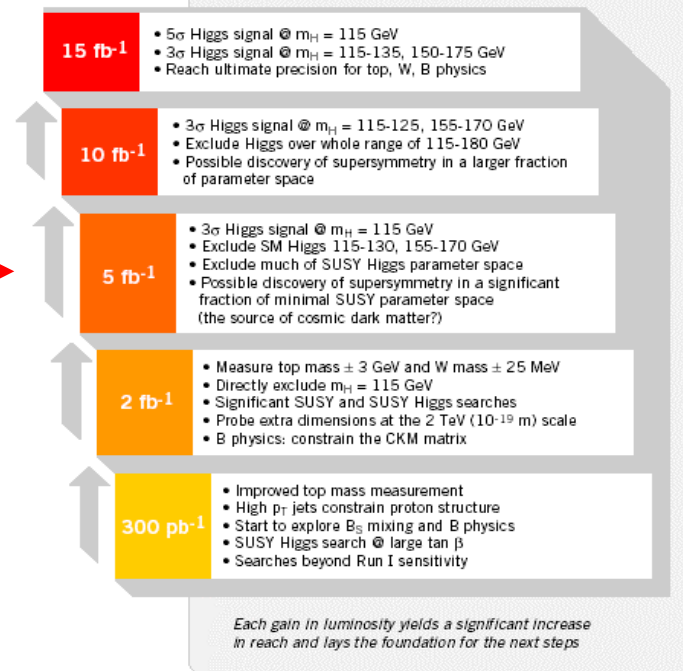 15 fb-1
• 5σ Higgs signal @ mH = 115 GeV
• 3σ Higgs signal @ mH = 115-135, 150-175 GeV
• Reach ultimate precision for top, W, B physics
10 fb-1
• 3σ Higgs signal @ mH = 115-125, 155-170 GeV
• Exclude Higgs over whole range of 115-180 GeV
• Possible discovery of supersymmetry in a larger fraction
of parameter space
5 fb-1
• 3σ Higgs signal @ mH = 115 GeV
• Exclude SM Higgs 115-130, 155-170 GeV
• Exclude much of SUSY Higgs parameter space
• Possible discovery of supersymmetry in a significant
fraction of minimal SUSY parameter space
(the source of cosmic dark matter?)
2 fb-1
• Measure top mass ± 3 GeV and W mass ± 25 MeV
• Directly exclude mH = 115 GeV
• Significant SUSY and SUSY Higgs searches
• Probe extra dimensions at the 2 TeV (10-19 m) scale
• B physics: constrain the CKM matrix
300 pb-1
• Improved top mass measurement
• High pT jets constrain proton structure
• Start to explore BS mixing and B physics
• SUSY Higgs search @ large tan β
• Searches beyond Run I sensitivity
Each gain in luminosity yields a significant increase
in reach and lays the foundation for the next steps